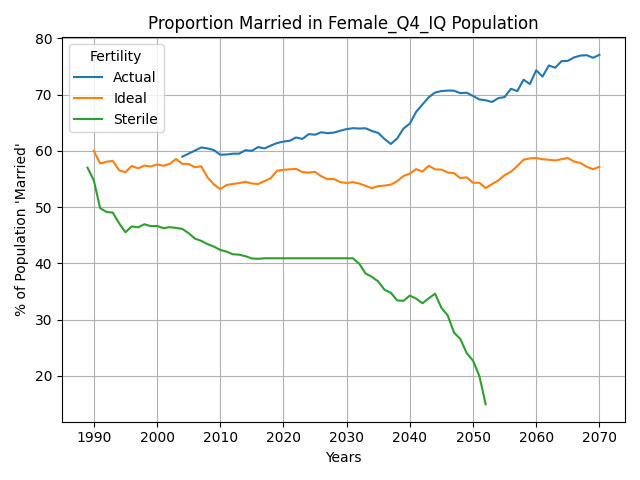 Proportion Married in Female_Q4_IQ Population
% of Population 'Married'
80
70
60
50
40
30
20
Fertility
Actual
Ideal
Sterile
1990 2000 2010 2020 2030 2040 2050 2060 2070
Years